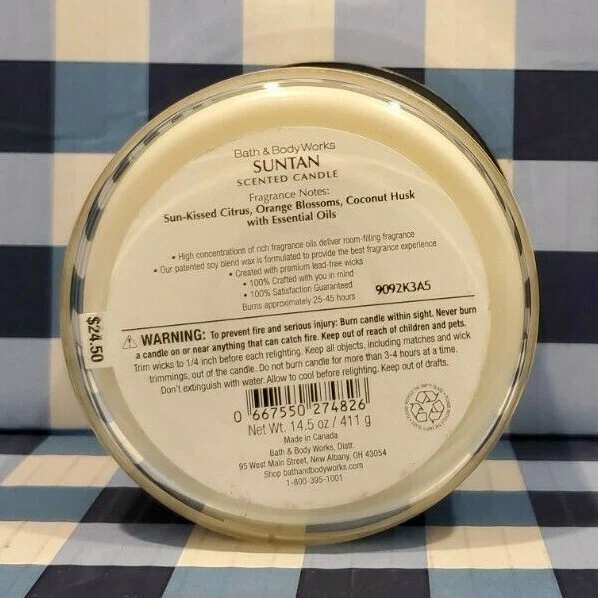 Bath & Body Works
SUNTAN
SCENTED CANDLE
Fragrance Notes:
Sun-Kissed Citrus, Orange Blossoms, Coconut Husk
with Essential Oils
• High concentrations of rich fragrance oils deliver room-filling fragrance
• Our patented soy blend wax is formulated to provide the best fragrance experience
• Created with premium lead-free wicks
• 100% Crafted with you in mind
• 100% Satisfaction Guaranteed
Burns approximately 25-45 hours
9092K3A5
$24.50
⚠ WARNING: To prevent fire and serious injury: Burn candle within sight. Never burn
a candle on or near anything that can catch fire. Keep out of reach of children and pets.
Trim wicks to 1/4 inch before each relighting. Keep all objects, including matches and wick
trimmings, out of the candle. Do not burn candle for more than 3-4 hours at a time.
Don't extinguish with water. Allow to cool before relighting. Keep out of drafts.
0 667550 274826
Net Wt. 14.5 oz / 411 g
Made in Canada
Bath & Body Works, Distr.
95 West Main Street, New Albany, OH 43054
Shop bathandbodyworks.com
1-800-395-1001